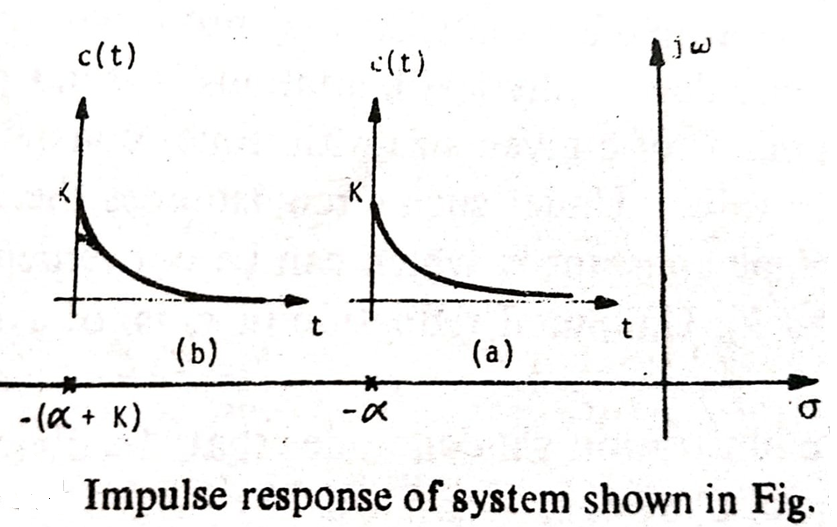 c(t) c(t) jω
K K
t t
(b) (a)
-(α + K) -α σ
Impulse response of system shown in Fig.